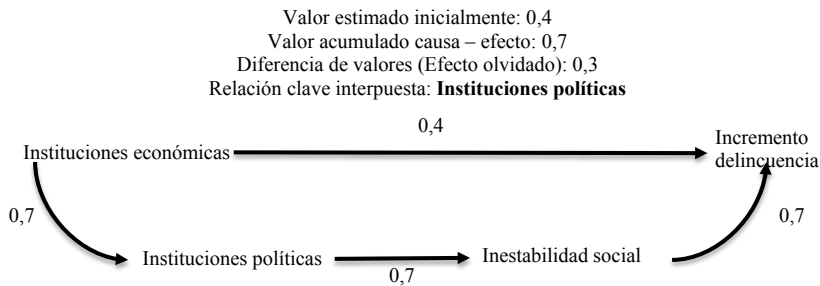 Valor estimado inicialmente: 0,4
Valor acumulado causa – efecto: 0,7
Diferencia de valores (Efecto olvidado): 0,3
Relación clave interpuesta: Instituciones políticas
0,4
Instituciones económicas
Incremento
delincuencia
0,7
0,7
Instituciones políticas
Inestabilidad social
0,7